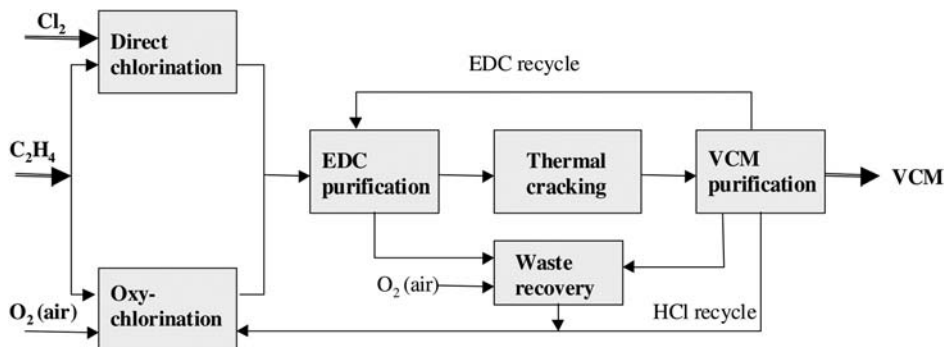 Cl₂
Direct
chlorination
EDC recycle
C₂H₄
EDC
purification
Thermal
cracking
VCM
purification
VCM
O₂ (air)
Waste
recovery
O₂ (air)
Oxy-
chlorination
HCl recycle